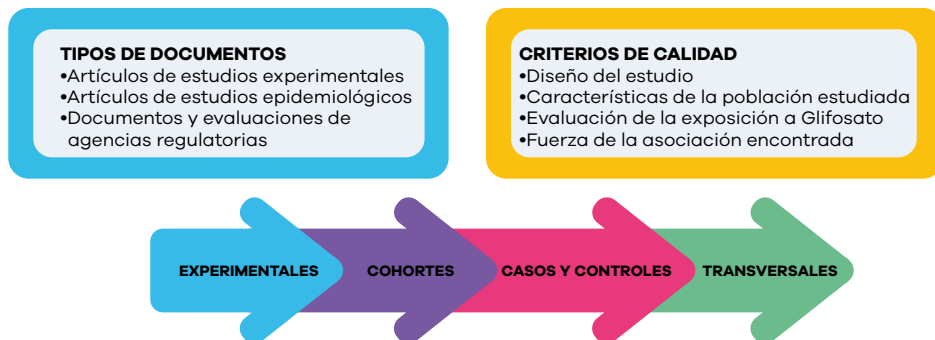 TIPOS DE DOCUMENTOS
•Artículos de estudios experimentales
•Artículos de estudios epidemiológicos
•Documentos y evaluaciones de
agencias regulatorias
CRITERIOS DE CALIDAD
•Diseño del estudio
•Características de la población estudiada
•Evaluación de la exposición a Glifosato
•Fuerza de la asociación encontrada
EXPERIMENTALES
COHORTES
CASOS Y CONTROLES
TRANSVERSALES